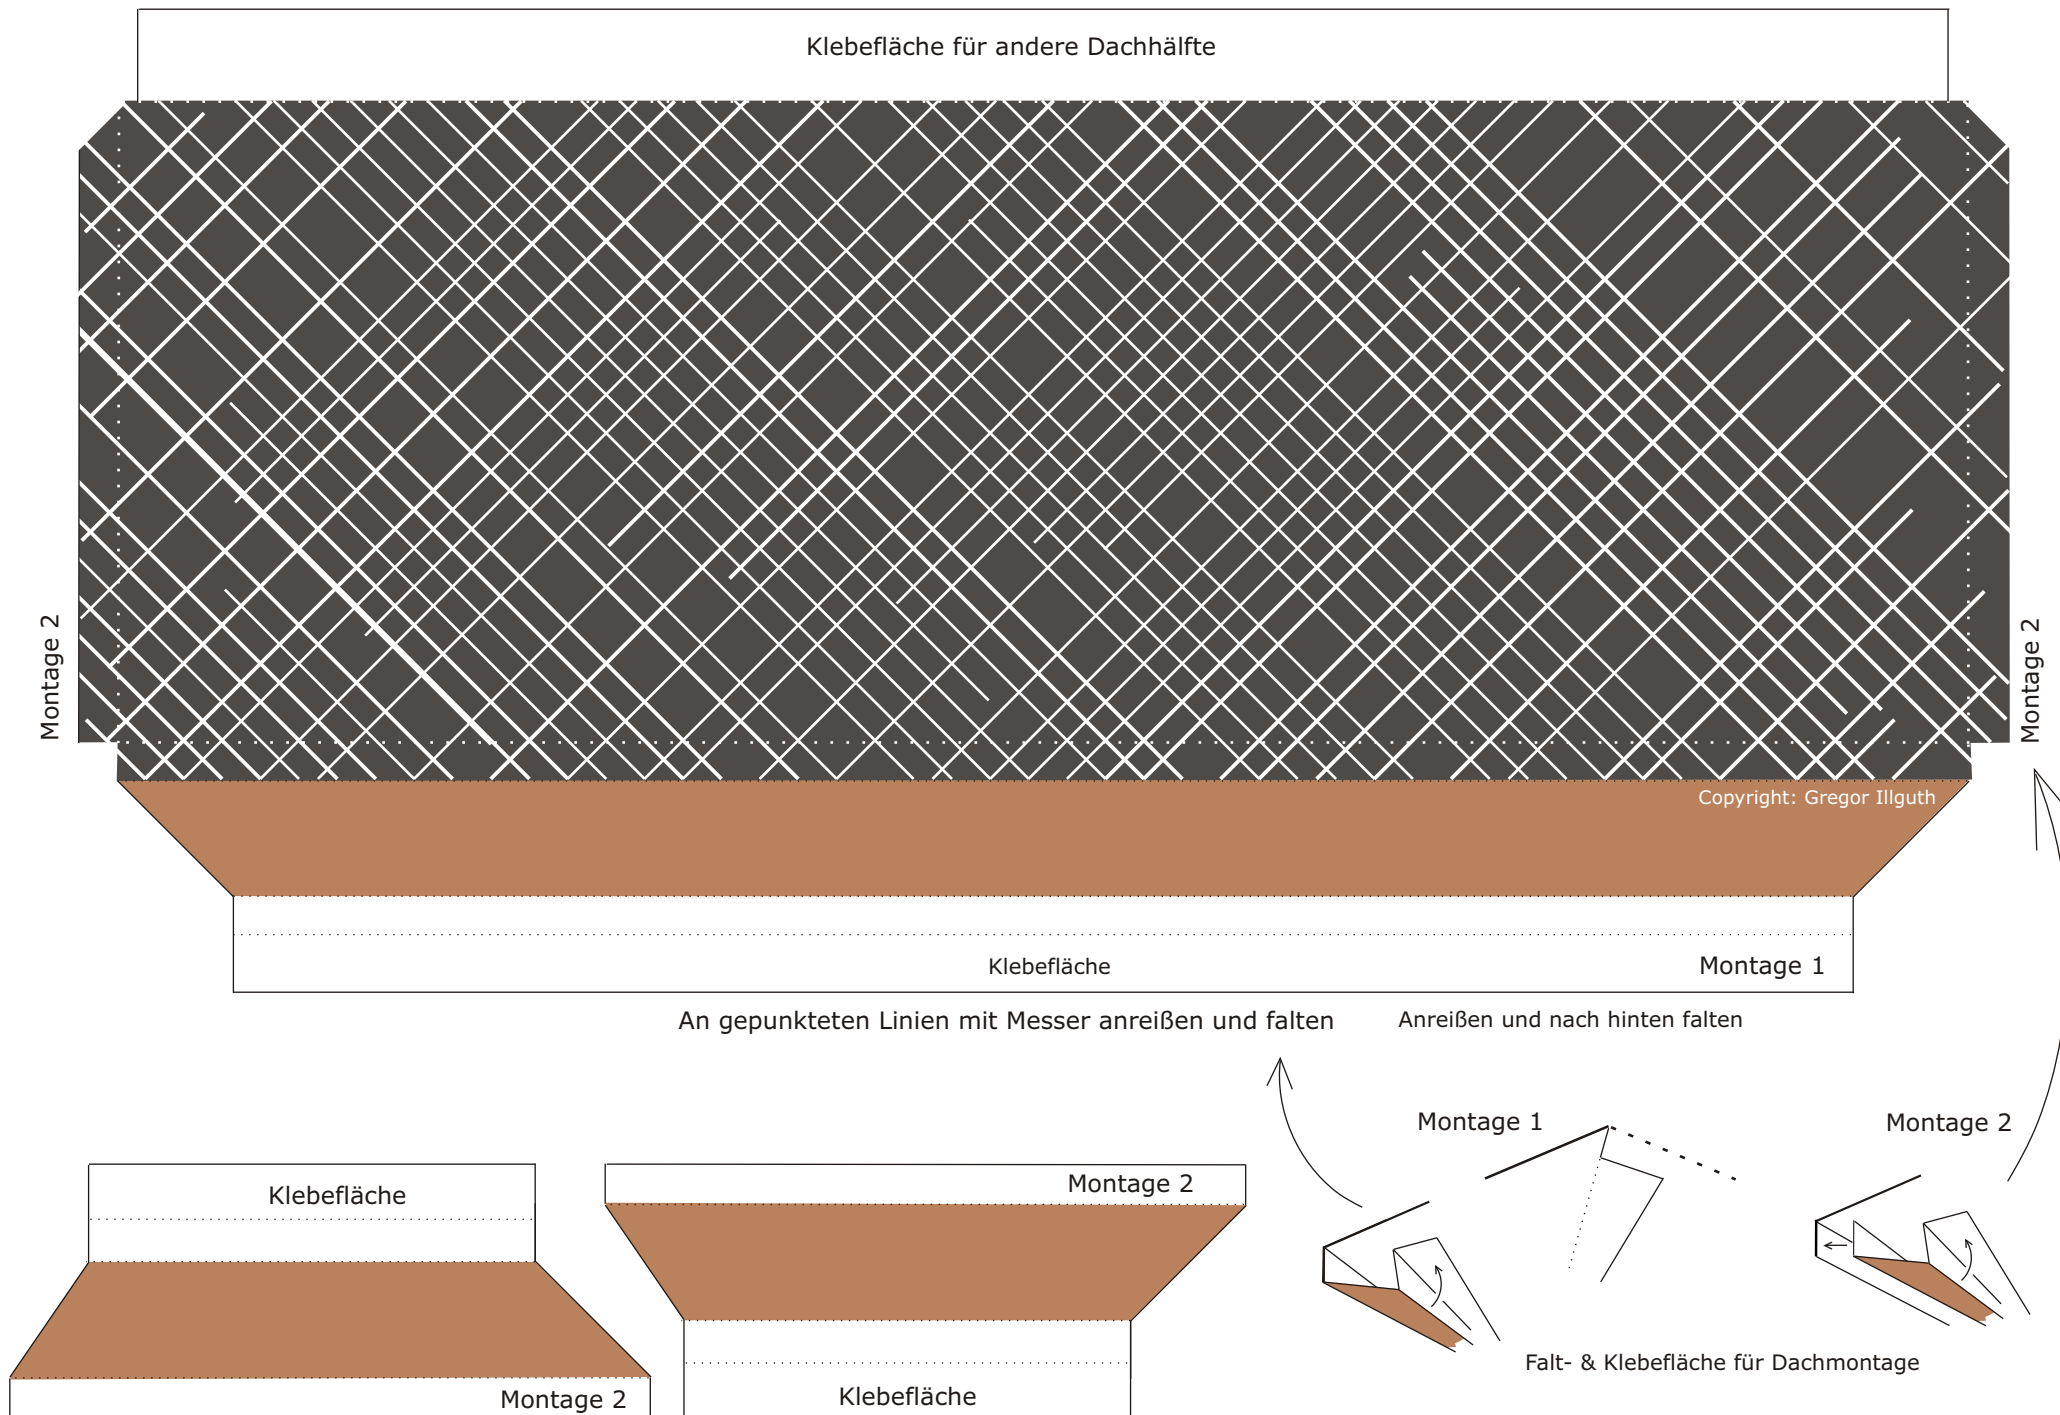 Klebefläche für andere Dachhälfte
Montage 2
Montage 2
Copyright: Gregor Illguth
Klebefläche
Montage 1
An gepunkteten Linien mit Messer anreißen und falten
Anreißen und nach hinten falten
Montage 1
Montage 2
Klebefläche
Montage 2
Montage 2
Klebefläche
Falt- & Klebefläche für Dachmontage